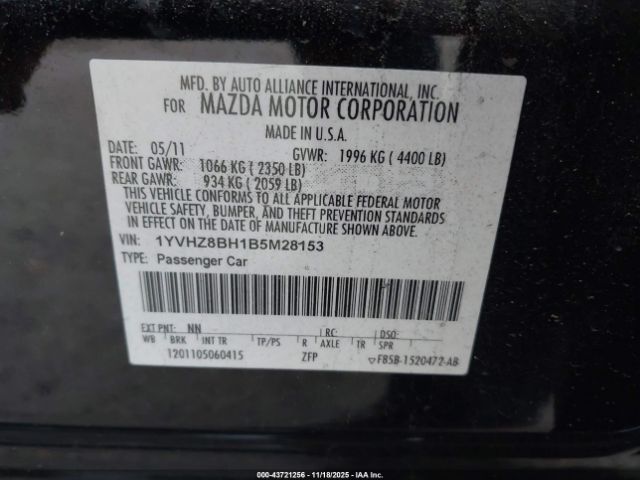 MFD. BY AUTO ALLIANCE INTERNATIONAL, INC.
FOR MAZDA MOTOR CORPORATION
MADE IN U.S.A.
DATE: 05/11 GVWR: 1996 KG (4400 LB)
FRONT GAWR: 1066 KG (2350 LB)
REAR GAWR: 934 KG (2059 LB)
THIS VEHICLE CONFORMS TO ALL APPLICABLE FEDERAL MOTOR
VEHICLE SAFETY, BUMPER, AND THEFT PREVENTION STANDARDS
IN EFFECT ON THE DATE OF MANUFACTURE SHOWN ABOVE.
VIN: 1YVHZ8BH1B5M28153
TYPE: Passenger Car
EXT PNT: NN RC: DSO:
WB BRK INT TR TP/PS R AXLE TR SPR
1201105060415 ZFP F85B-1520472-AB
000-43721256 - 11/18/2025 - IAA Inc.